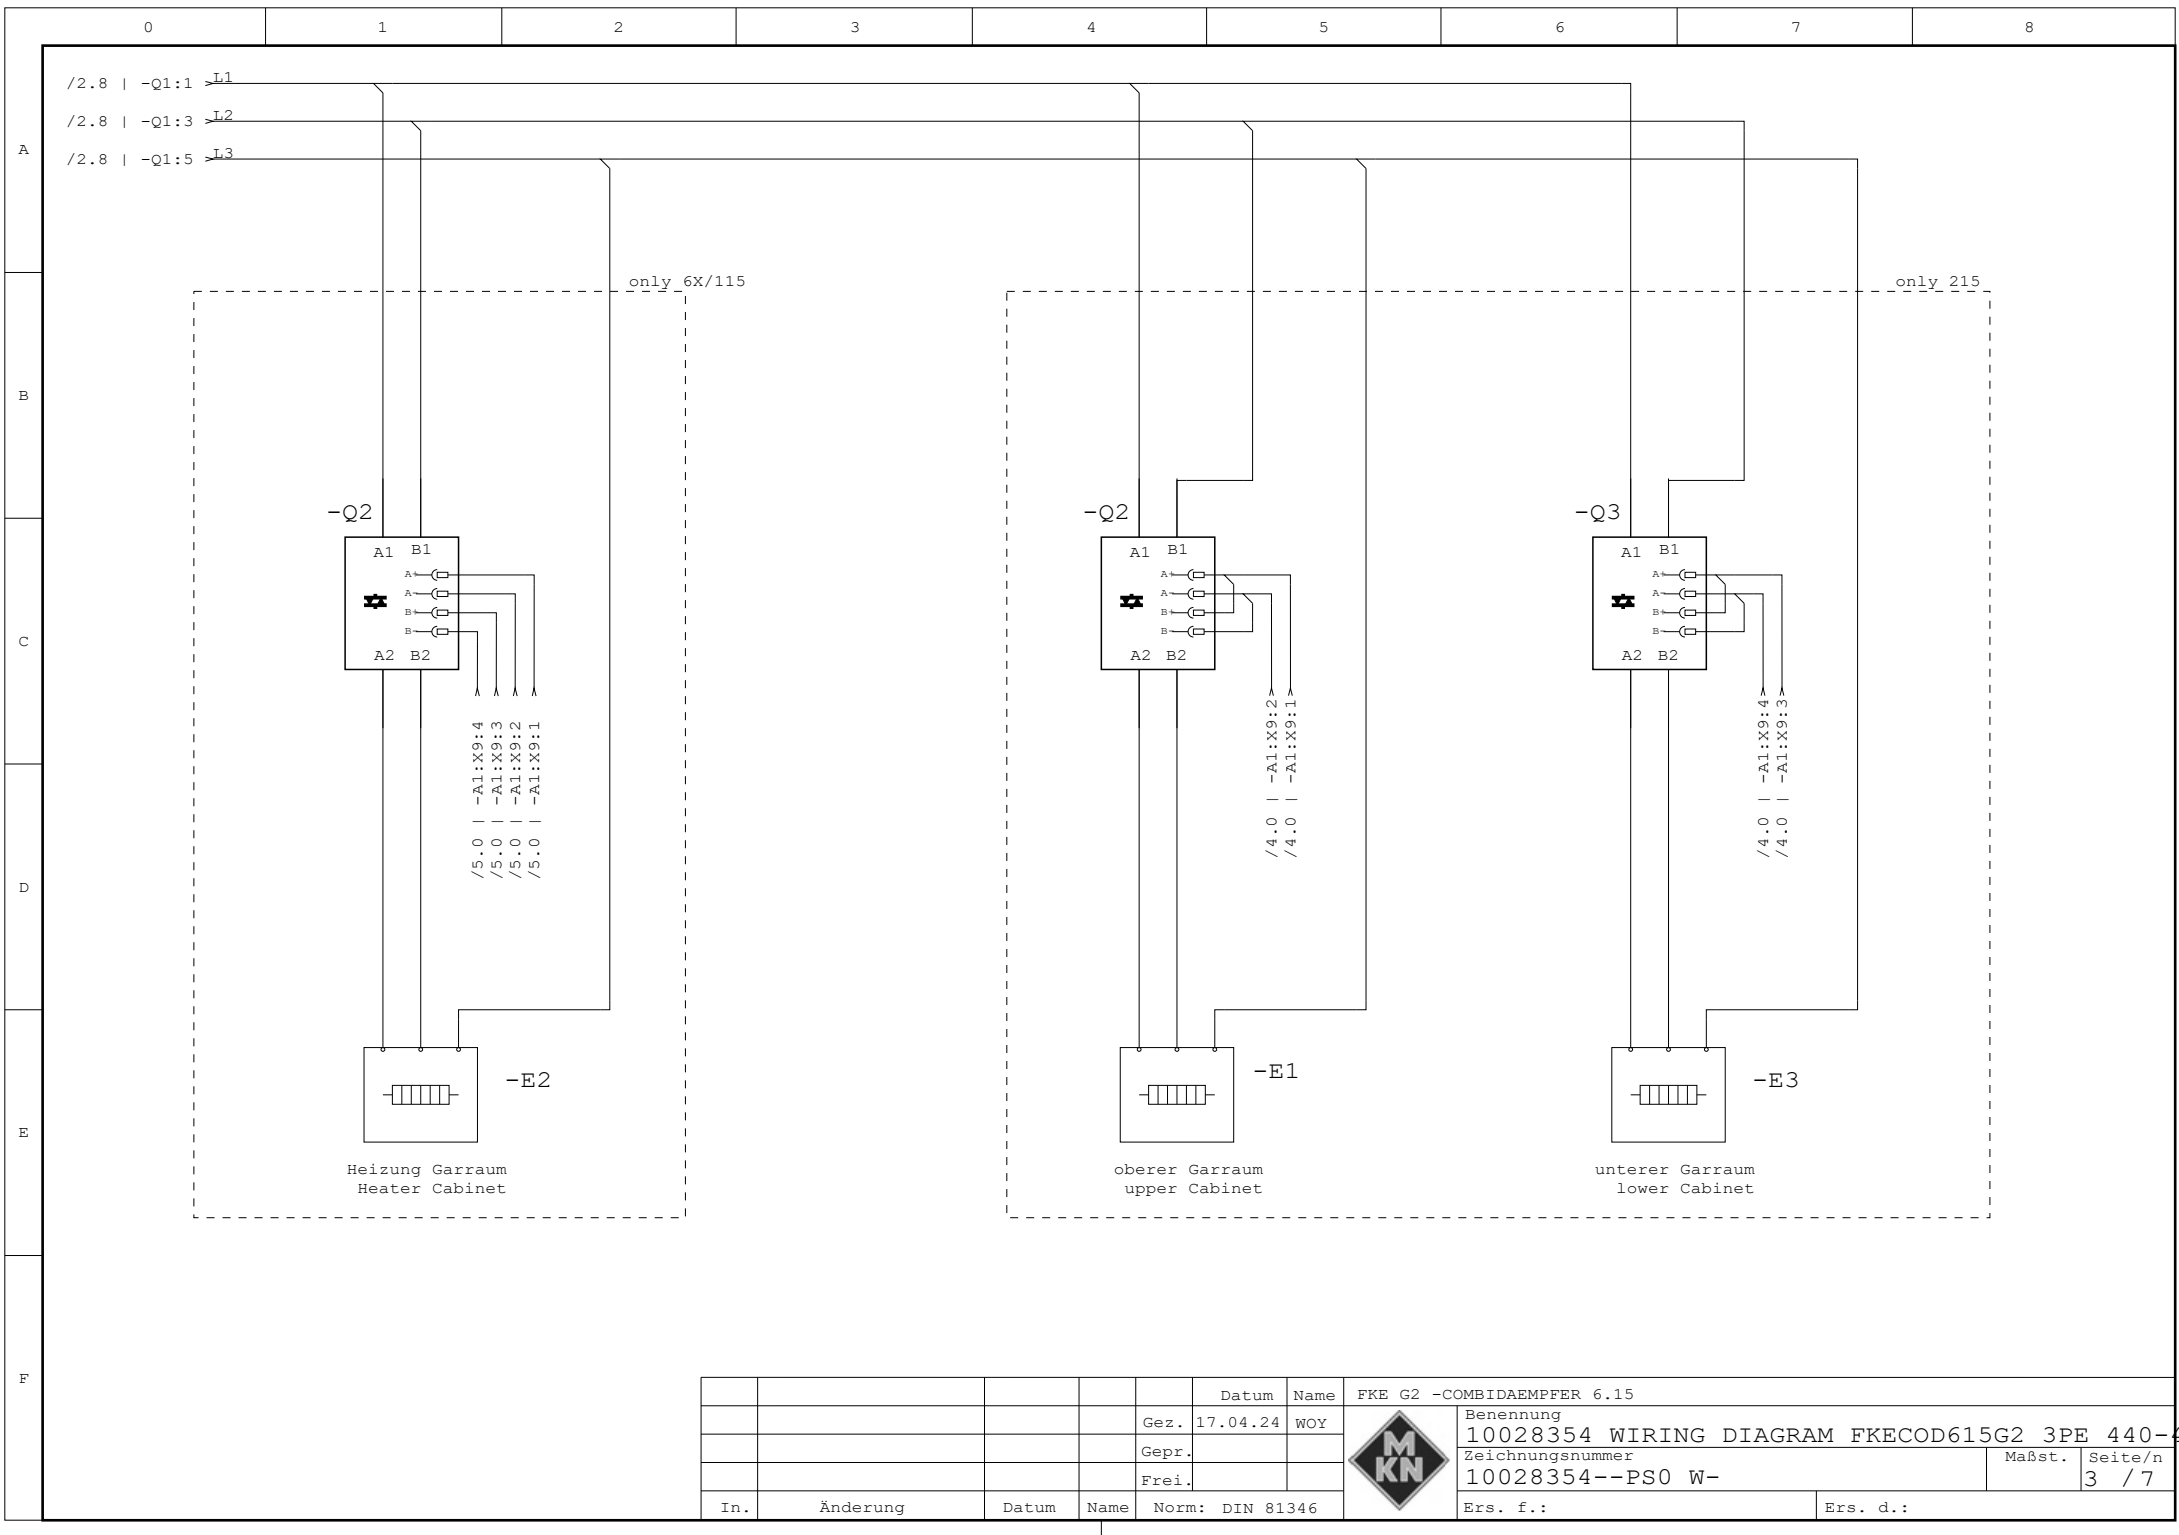 0 1 2 3 4 5 6 7 8
A
B
C
D
E
F
/2.8 | -Q1:1 L1
/2.8 | -Q1:3 L2
/2.8 | -Q1:5 L3
only 6X/115
only 215
-Q2
A1 B1
A+
A-
B+
B-
A2 B2
/5.0 | -A1:X9:4
/5.0 | -A1:X9:3
/5.0 | -A1:X9:2
/5.0 | -A1:X9:1
-E2
Heizung Garraum
Heater Cabinet
-Q2
A1 B1
A+
A-
B+
B-
A2 B2
/4.0 | -A1:X9:2
/4.0 | -A1:X9:1
-E1
oberer Garraum
upper Cabinet
-Q3
A1 B1
A+
A-
B+
B-
A2 B2
/4.0 | -A1:X9:4
/4.0 | -A1:X9:3
-E3
unterer Garraum
lower Cabinet
Datum Name
Gez. 17.04.24 WOY
Gepr.
Frei.
In. Änderung Datum Name Norm: DIN 81346
MKN
FKE G2 -COMBIDAEMPFER 6.15
Benennung
10028354 WIRING DIAGRAM FKECOD615G2 3PE 440-
Zeichnungsnummer
10028354--PS0 W-
Maßst.
Seite/n
3 /7
Ers. f.:
Ers. d.: